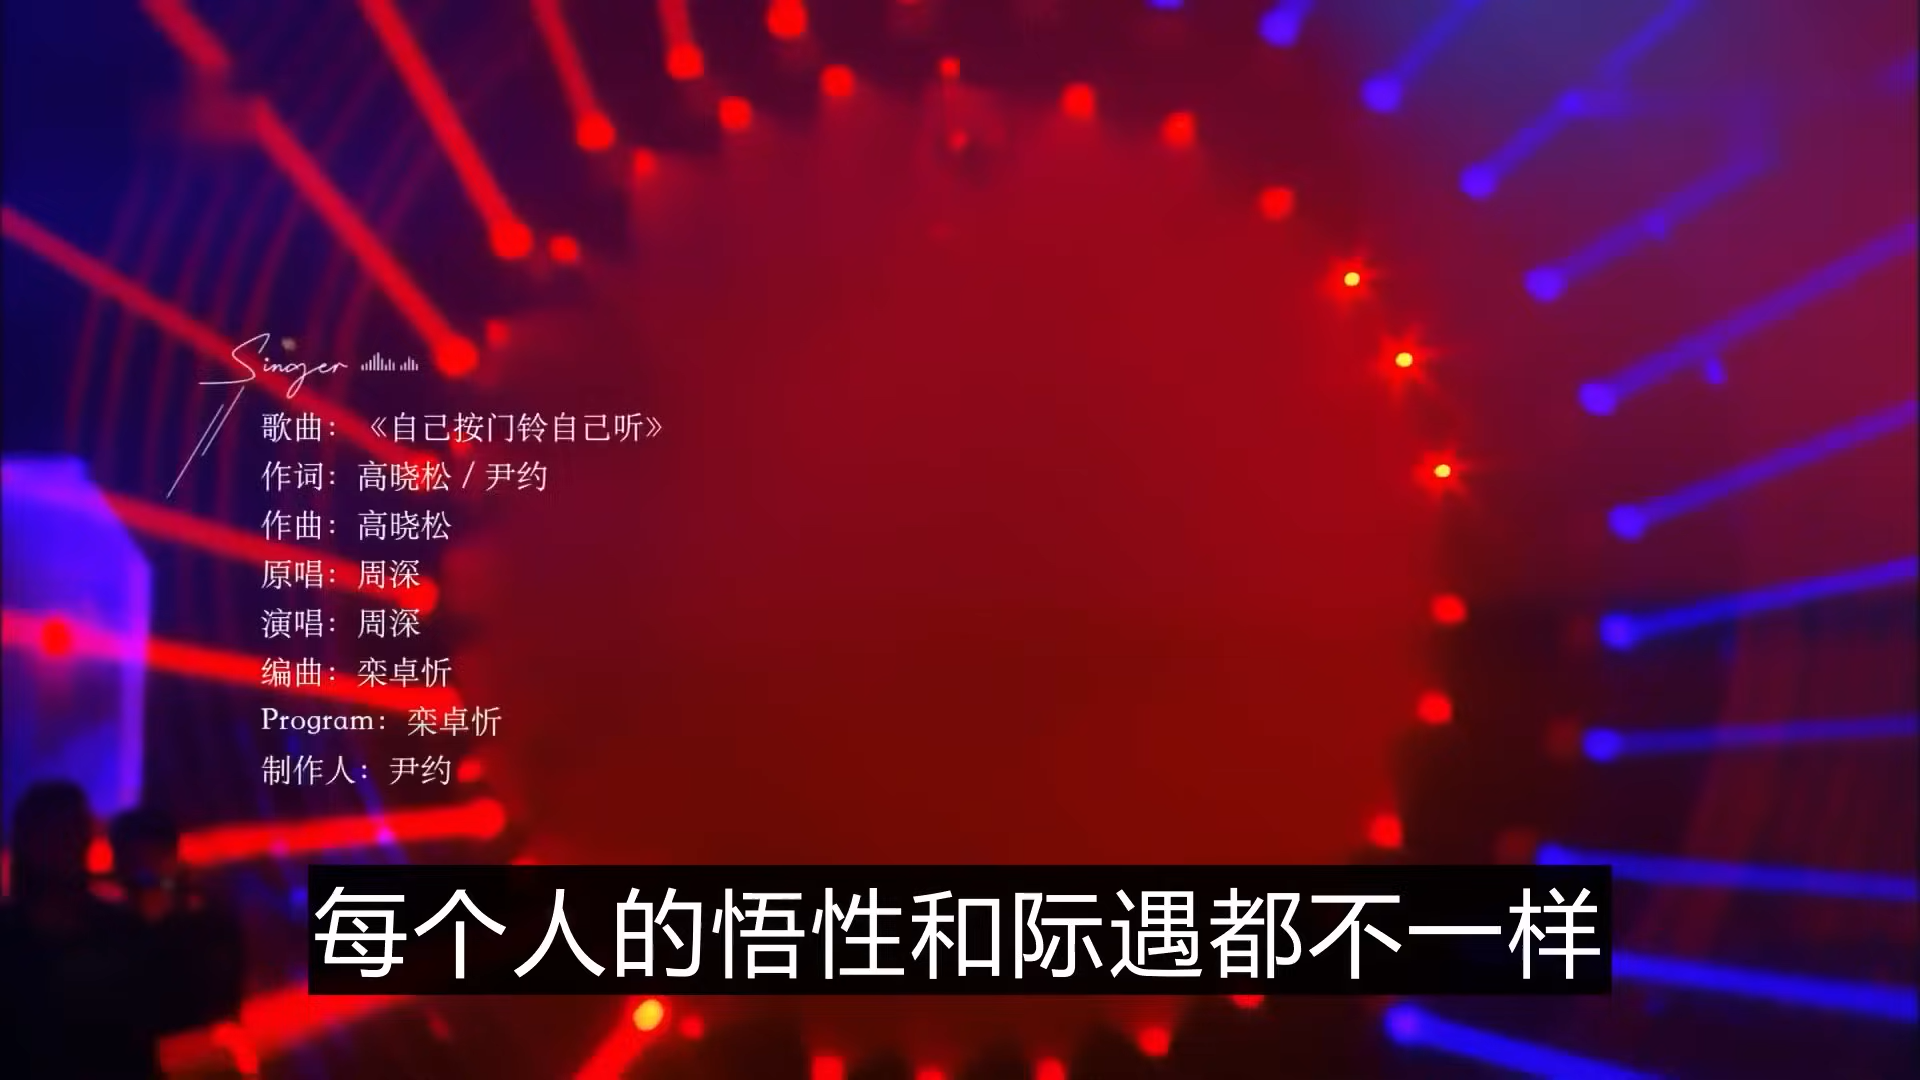 Singer
歌曲：《自己按门铃自己听》
作词：高晓松 / 尹约
作曲：高晓松
原唱：周深
演唱：周深
编曲：栾卓忻
Program：栾卓忻
制作人：尹约
每个人的悟性和际遇都不一样